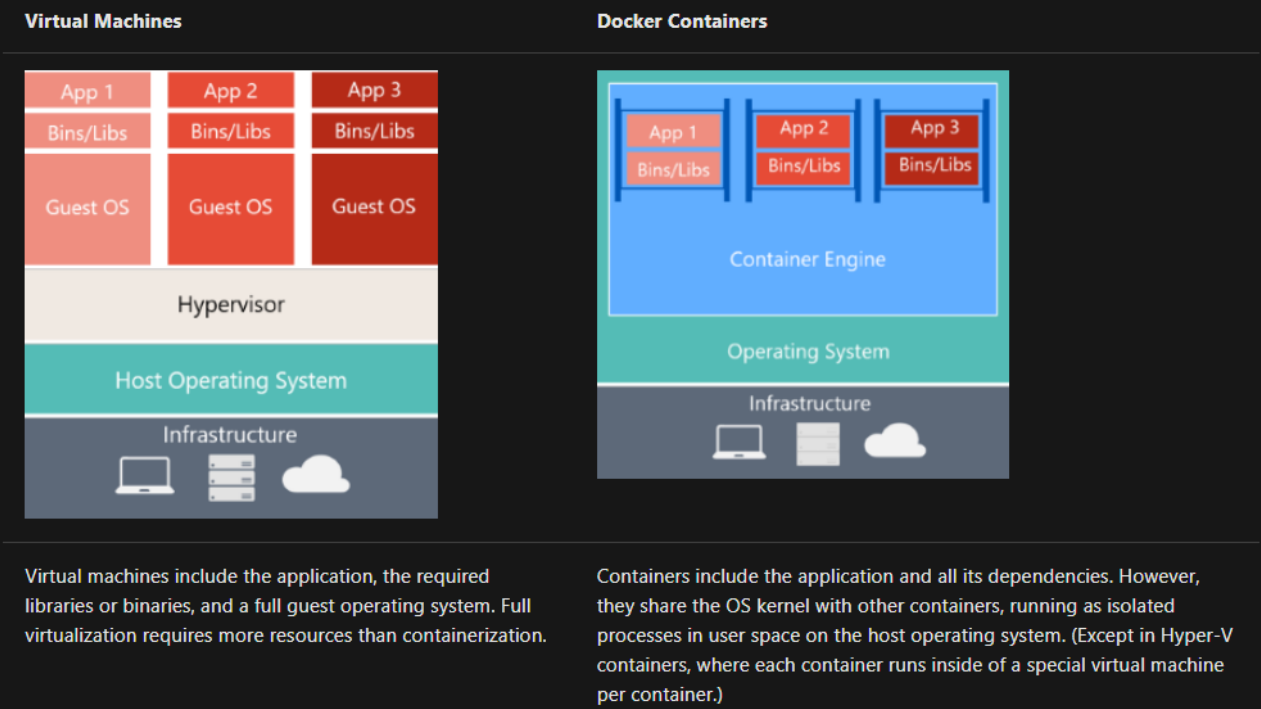 Virtual Machines
Docker Containers
App 1
App 2
App 3
Bins/Libs
Bins/Libs
Bins/Libs
Guest OS
Guest OS
Guest OS
Hypervisor
Host Operating System
Infrastructure
App 1
App 2
App 3
Bins/Libs
Bins/Libs
Bins/Libs
Container Engine
Operating System
Infrastructure
Virtual machines include the application, the required
libraries or binaries, and a full guest operating system. Full
virtualization requires more resources than containerization.
Containers include the application and all its dependencies. However,
they share the OS kernel with other containers, running as isolated
processes in user space on the host operating system. (Except in Hyper-V
containers, where each container runs inside of a special virtual machine
per container.)